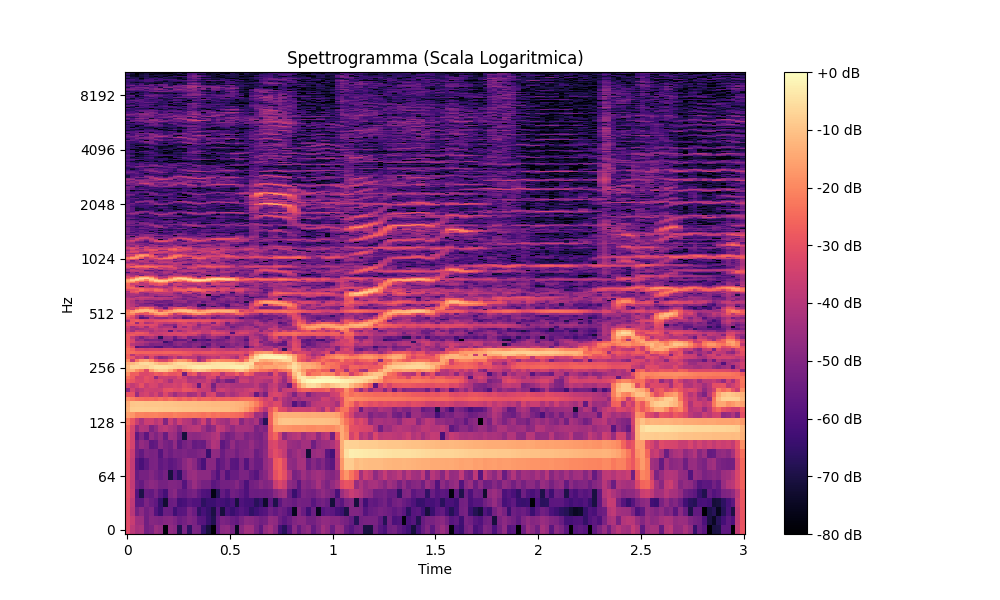 Spettrogramma (Scala Logaritmica)
Hz
8192
4096
2048
1024
512
256
128
64
0
0
0.5
1
1.5
2
2.5
3
Time
+0 dB
-10 dB
-20 dB
-30 dB
-40 dB
-50 dB
-60 dB
-70 dB
-80 dB